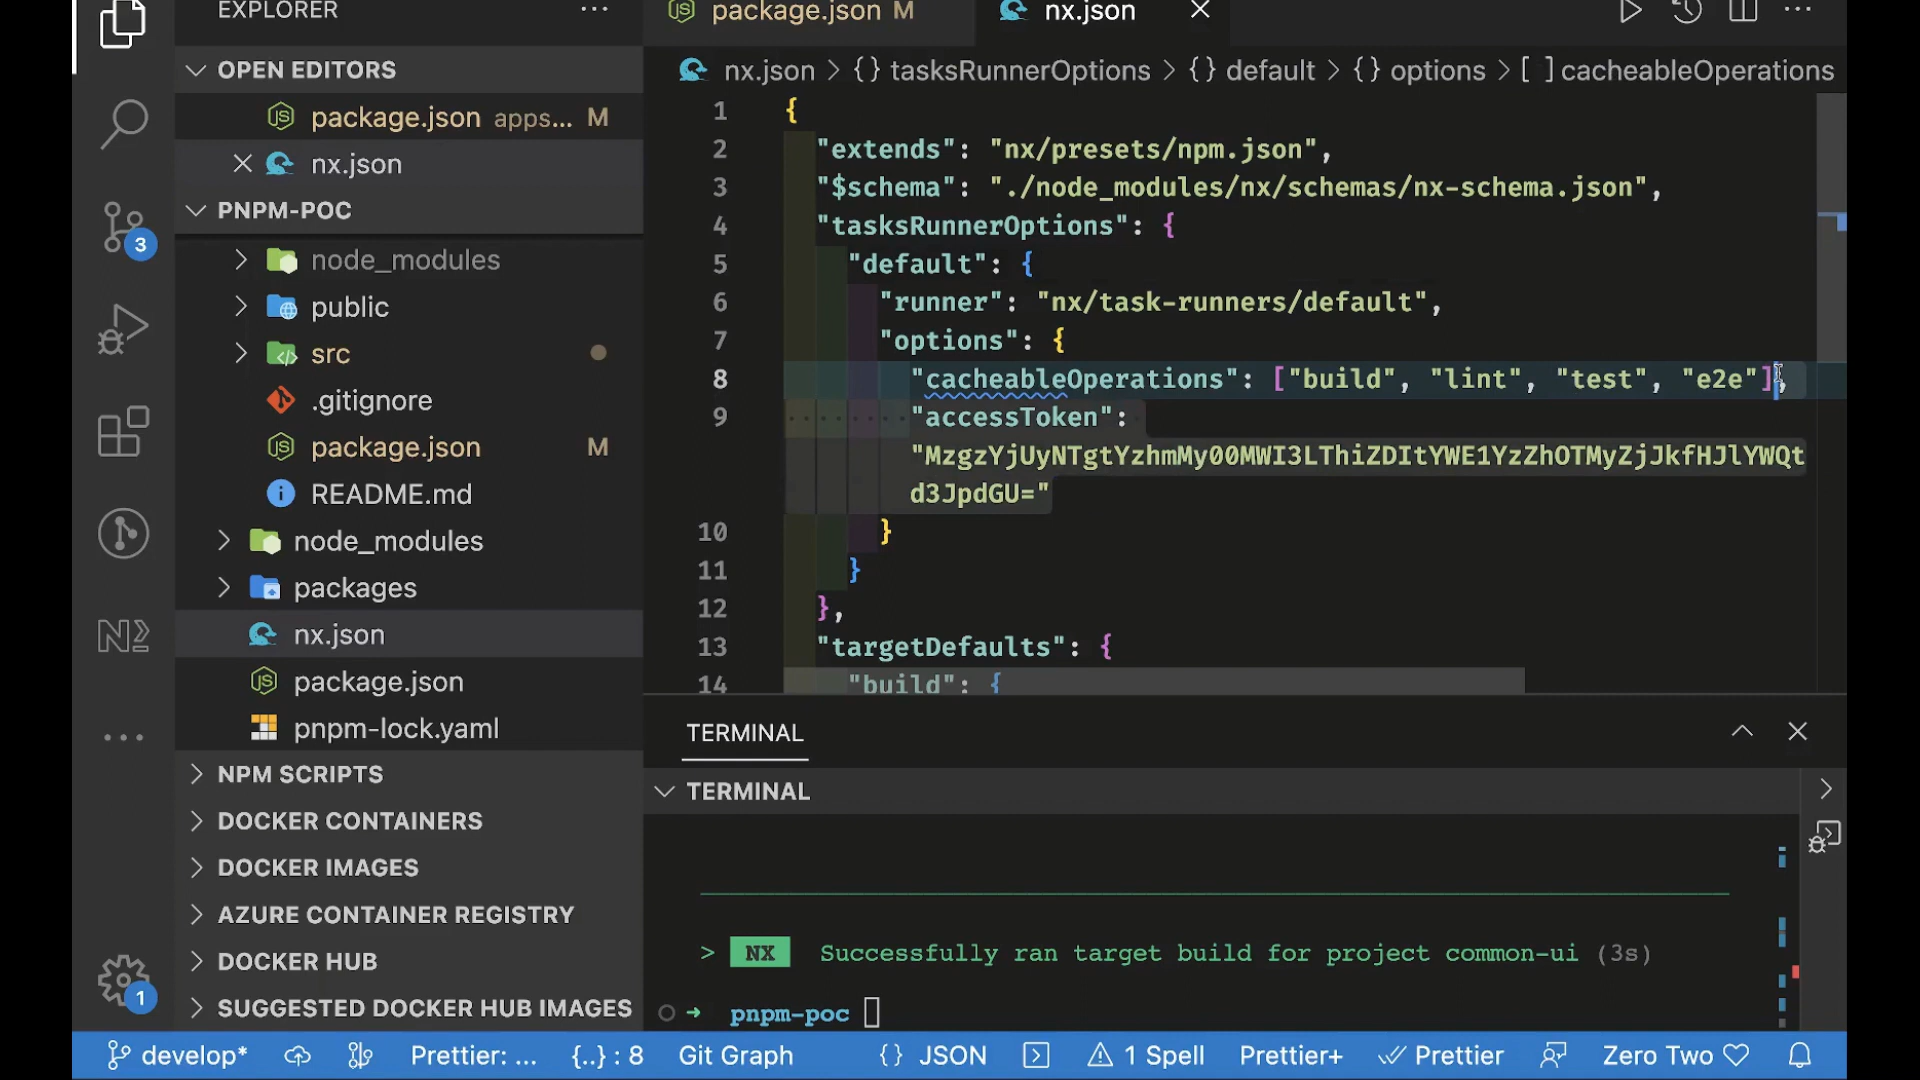 EXPLORER
OPEN EDITORS
package.json apps... M
nx.json
PNPM-POC
node_modules
public
src
.gitignore
package.json M
README.md
node_modules
packages
nx.json
package.json
pnpm-lock.yaml
NPM SCRIPTS
DOCKER CONTAINERS
DOCKER IMAGES
AZURE CONTAINER REGISTRY
DOCKER HUB
SUGGESTED DOCKER HUB IMAGES
3
1
package.json M
nx.json
nx.json > {} tasksRunnerOptions > {} default > {} options > [ ] cacheableOperations
1 {
2 "extends": "nx/presets/npm.json",
3 "$schema": "./node_modules/nx/schemas/nx-schema.json",
4 "tasksRunnerOptions": {
5 "default": {
6 "runner": "nx/task-runners/default",
7 "options": {
8 "cacheableOperations": ["build", "lint", "test", "e2e"],
9 "accessToken":
"MzgzYjUyNTgtYzhmMy00MWI3LThiZDItYWE1YzZhOTMyZjJkfHJlYWQt
d3JpdGU="
10 }
11 }
12 },
13 "targetDefaults": {
14 "build": {
TERMINAL
TERMINAL
> NX Successfully ran target build for project common-ui (3s)
pnpm-poc
develop* Prettier: ... {..} : 8 Git Graph {} JSON 1 Spell Prettier+ Prettier Zero Two